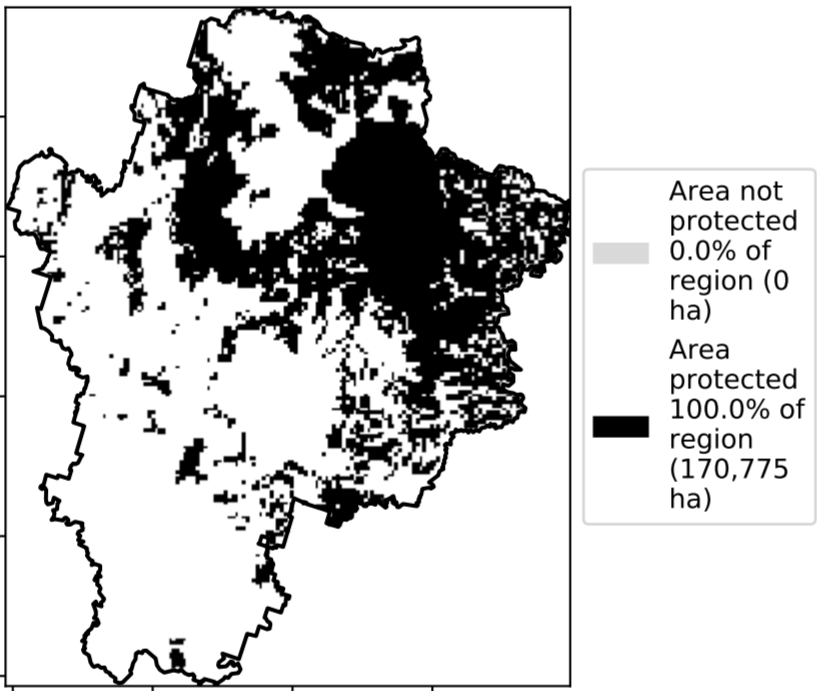 Area not
protected
0.0% of
region (0
ha)
Area
protected
100.0% of
region
(170,775
ha)